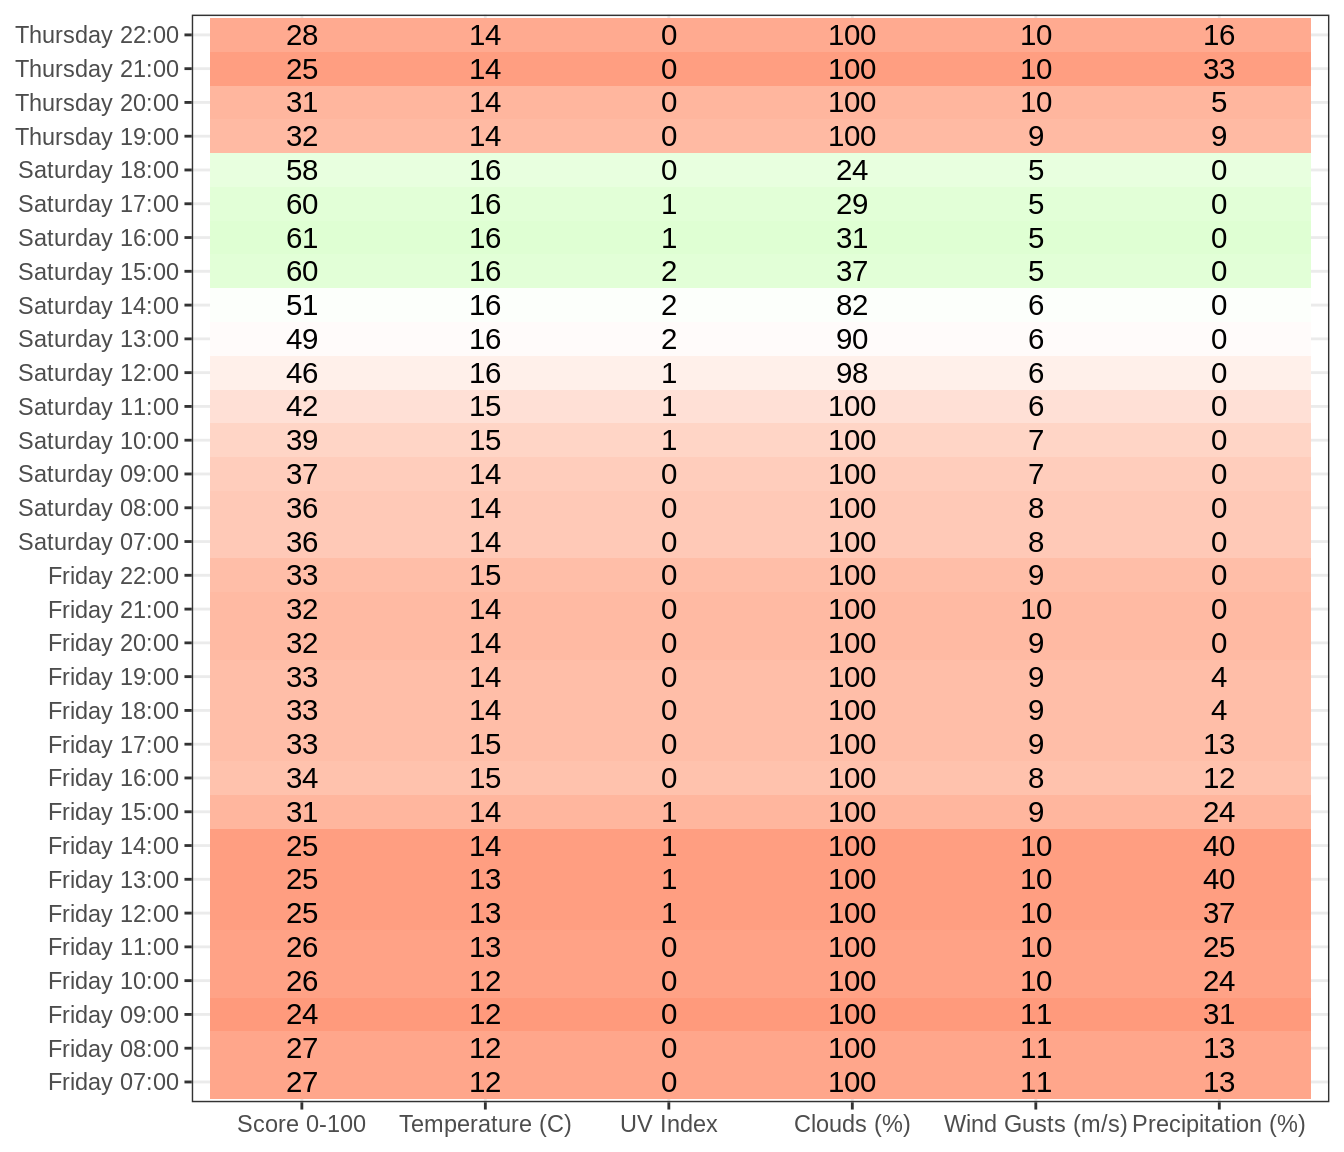 Thursday 22:00 28 14 0 100 10 16
Thursday 21:00 25 14 0 100 10 33
Thursday 20:00 31 14 0 100 10 5
Thursday 19:00 32 14 0 100 9 9
Saturday 18:00 58 16 0 24 5 0
Saturday 17:00 60 16 1 29 5 0
Saturday 16:00 61 16 1 31 5 0
Saturday 15:00 60 16 2 37 5 0
Saturday 14:00 51 16 2 82 6 0
Saturday 13:00 49 16 2 90 6 0
Saturday 12:00 46 16 1 98 6 0
Saturday 11:00 42 15 1 100 6 0
Saturday 10:00 39 15 1 100 7 0
Saturday 09:00 37 14 0 100 7 0
Saturday 08:00 36 14 0 100 8 0
Saturday 07:00 36 14 0 100 8 0
Friday 22:00 33 15 0 100 9 0
Friday 21:00 32 14 0 100 10 0
Friday 20:00 32 14 0 100 9 0
Friday 19:00 33 14 0 100 9 4
Friday 18:00 33 14 0 100 9 4
Friday 17:00 33 15 0 100 9 13
Friday 16:00 34 15 0 100 8 12
Friday 15:00 31 14 1 100 9 24
Friday 14:00 25 14 1 100 10 40
Friday 13:00 25 13 1 100 10 40
Friday 12:00 25 13 1 100 10 37
Friday 11:00 26 13 0 100 10 25
Friday 10:00 26 12 0 100 10 24
Friday 09:00 24 12 0 100 11 31
Friday 08:00 27 12 0 100 11 13
Friday 07:00 27 12 0 100 11 13
Score 0-100 Temperature (C) UV Index Clouds (%) Wind Gusts (m/s) Precipitation (%)